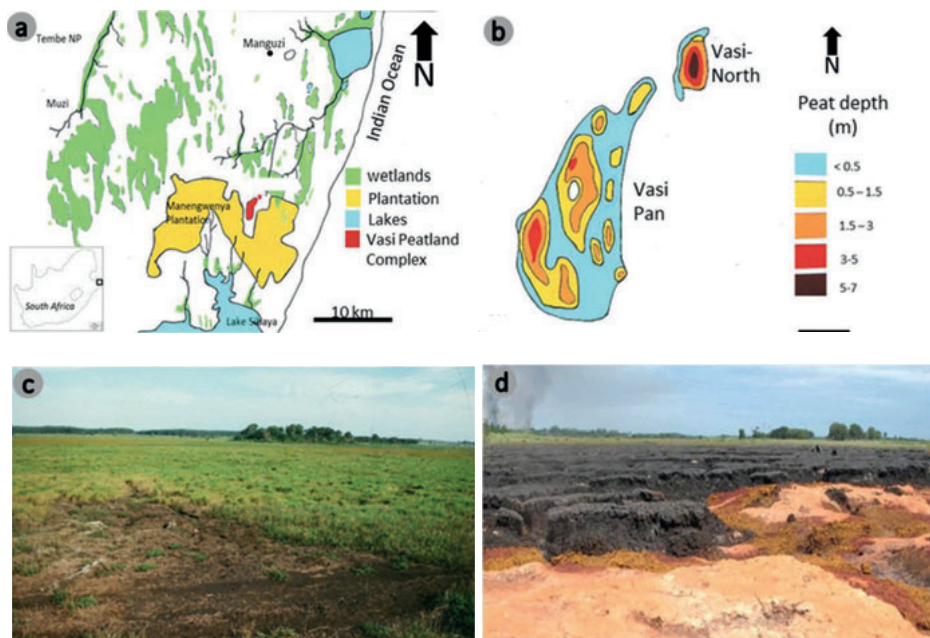 a
Tembe NP
Manguzi
N
Muzi
Indian Ocean
Manengwenya
Plantation
wetlands
Plantation
Lakes
Vasi Peatland
Complex
South Africa
Lake Sibaya
10 km
b
Vasi-
North
N
Peat depth
(m)
Vasi
Pan
< 0.5
0.5 – 1.5
1.5 – 3
3-5
5-7
c
d